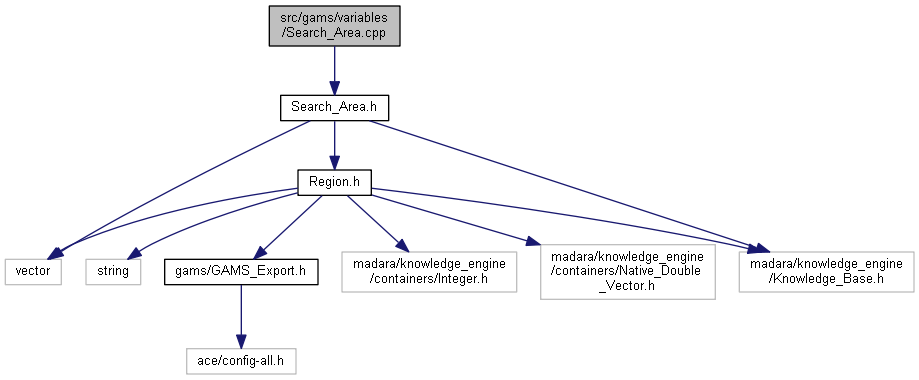 src/gams/variables
/Search_Area.cpp
Search_Area.h
Region.h
vector
string
gams/GAMS_Export.h
madara/knowledge_engine
/containers/Integer.h
madara/knowledge_engine
/containers/Native_Double
_Vector.h
madara/knowledge_engine
/Knowledge_Base.h
ace/config-all.h